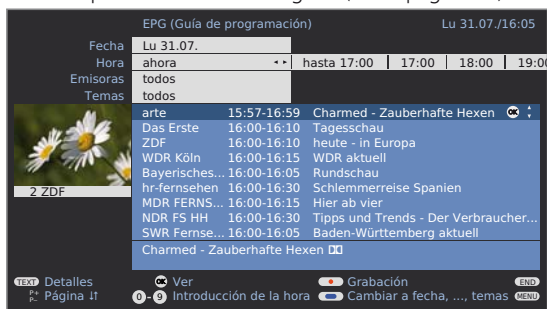 EPG (Guía de programación) Lu 31.07./16:05
Fecha Lu 31.07.
Hora ahora hasta 17:00 17:00 18:00 19:00
Emisoras todos
Temas todos
arte 15:57-16:59 Charmed - Zauberhafte Hexen OK
Das Erste 16:00-16:10 Tagesschau
ZDF 16:00-16:10 heute - in Europa
WDR Köln 16:00-16:15 WDR aktuell
Bayerisches... 16:00-16:05 Rundschau
hr-fernsehen 16:00-16:30 Schlemmerreise Spanien
MDR FERNS... 16:00-16:15 Hier ab vier
NDR FS HH 16:00-16:30 Tipps und Trends - Der Verbraucher...
SWR Fernse... 16:00-16:05 Baden-Württemberg aktuell
2 ZDF
Charmed - Zauberhafte Hexen
TEXT Detalles OK Ver Grabación END
P+ P- Página 0-9 Introducción de la hora Cambiar a fecha, ..., temas MENU